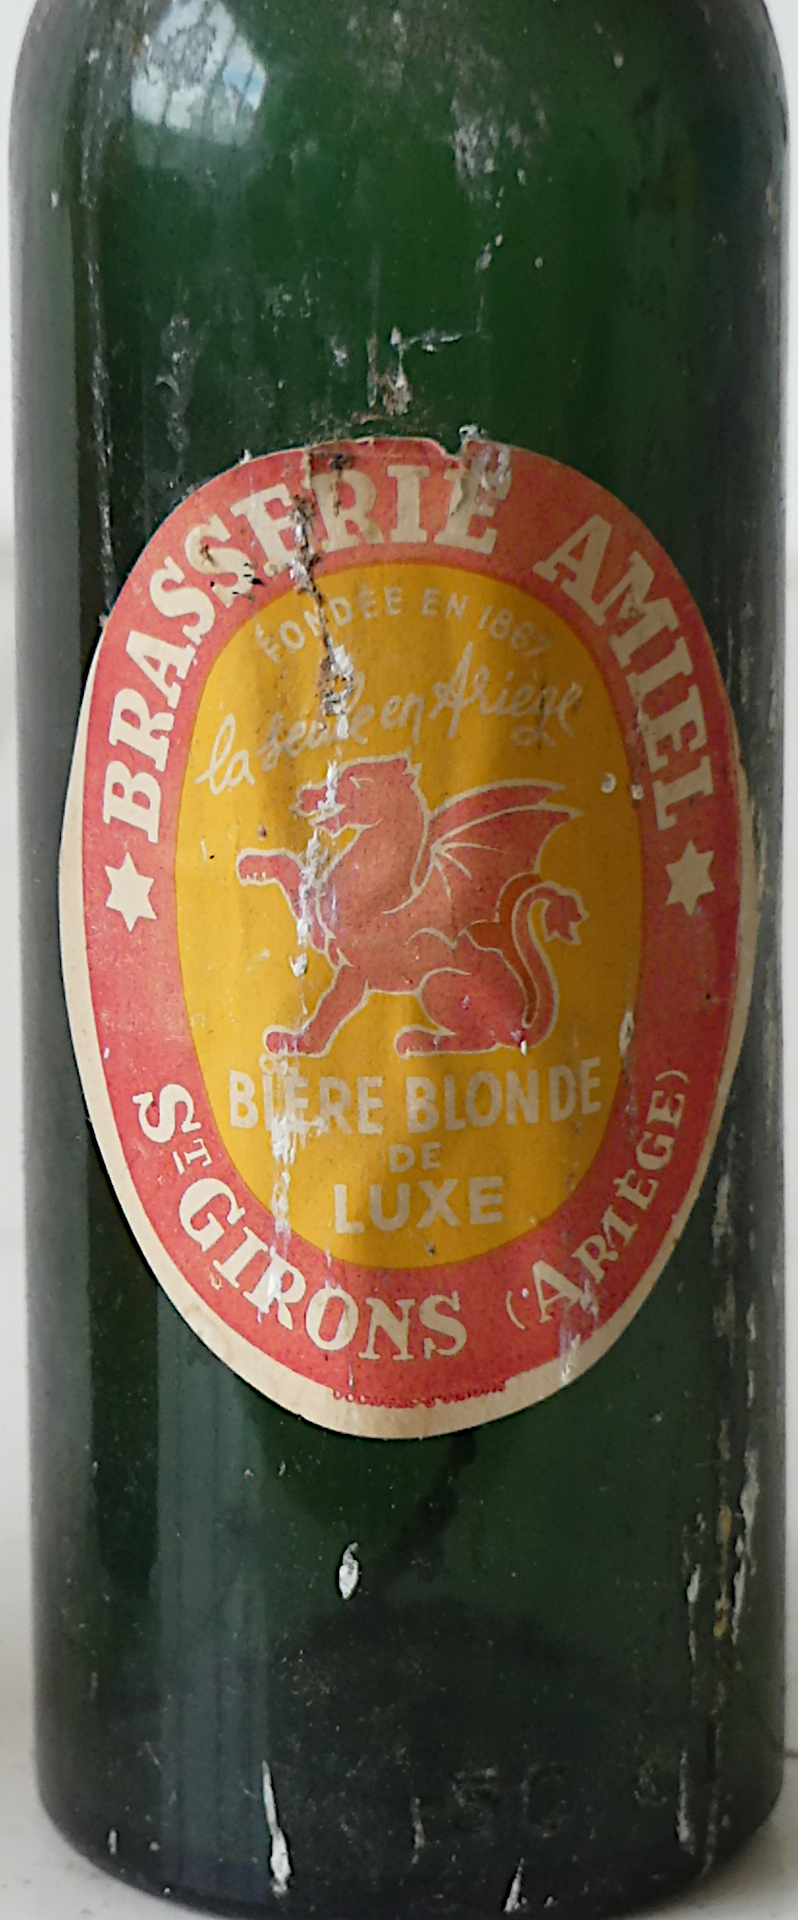 BRASSERIE AMIEL
FONDÉE EN 1867
la seule en Ariège
BIÈRE BLONDE
DE
LUXE
ST GIRONS (ARIÈGE)